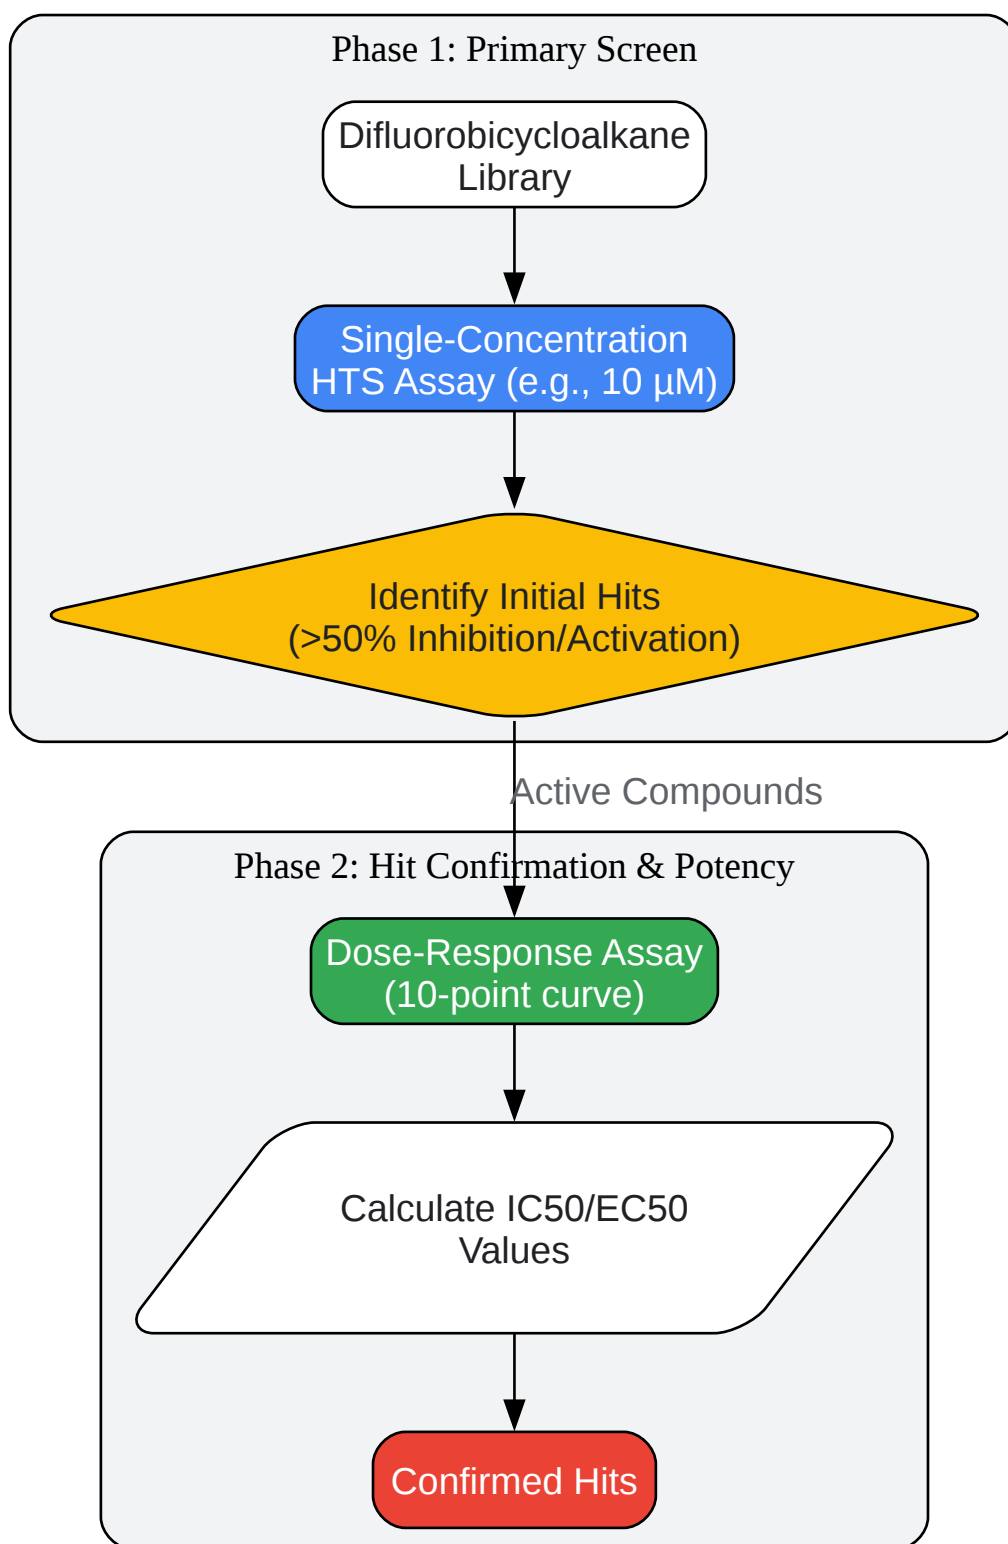 Phase 1: Primary Screen
Difluorobicycloalkane
Library
Single-Concentration
HTS Assay (e.g., 10 µM)
Identify Initial Hits
(>50% Inhibition/Activation)
Active Compounds
Phase 2: Hit Confirmation & Potency
Dose-Response Assay
(10-point curve)
Calculate IC50/EC50
Values
Confirmed Hits